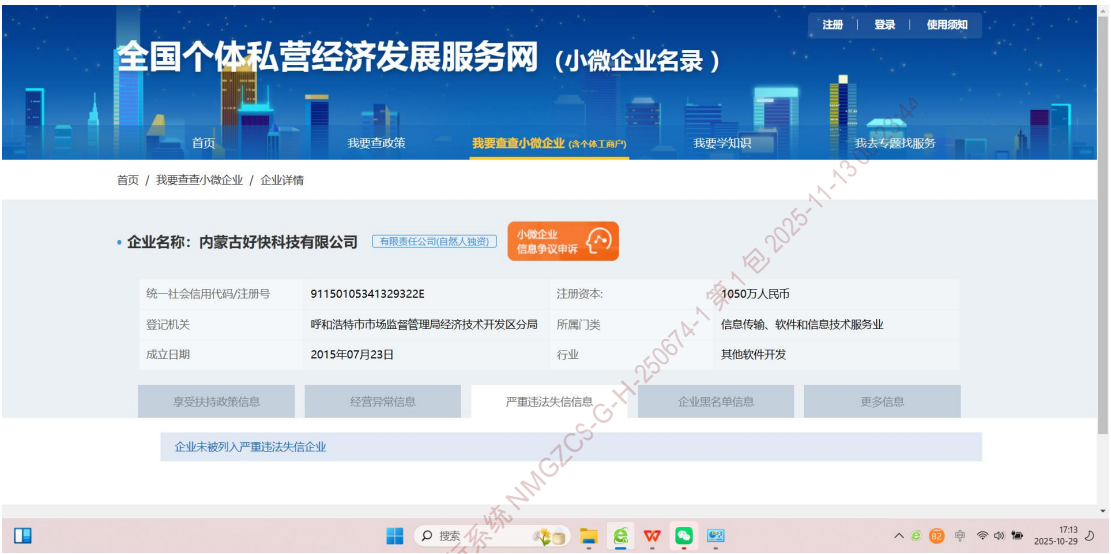 注册 | 登录 | 使用须知
全国个体私营经济发展服务网 (小微企业名录 )
首页 我要查政策 我要查查小微企业 (含个体工商户) 我要学知识 我去专题找服务
首页 / 我要查查小微企业 / 企业详情
企业名称：内蒙古好快科技有限公司 有限责任公司(自然人独资) 小微企业
信息争议申诉
统一社会信用代码/注册号 91150105341329322E 注册资本: 1050万人民币
登记机关 呼和浩特市市场监督管理局经济技术开发区分局 所属门类 信息传输、软件和信息技术服务业
成立日期 2015年07月23日 行业 其他软件开发
享受扶持政策信息 经营异常信息 严重违法失信信息 企业黑名单信息 更多信息
企业未被列入严重违法失信企业
系统 NMGZCS-G-H-250674-1 第 1 包 2025-11-13
搜索
82 中 17:13
2025-10-29